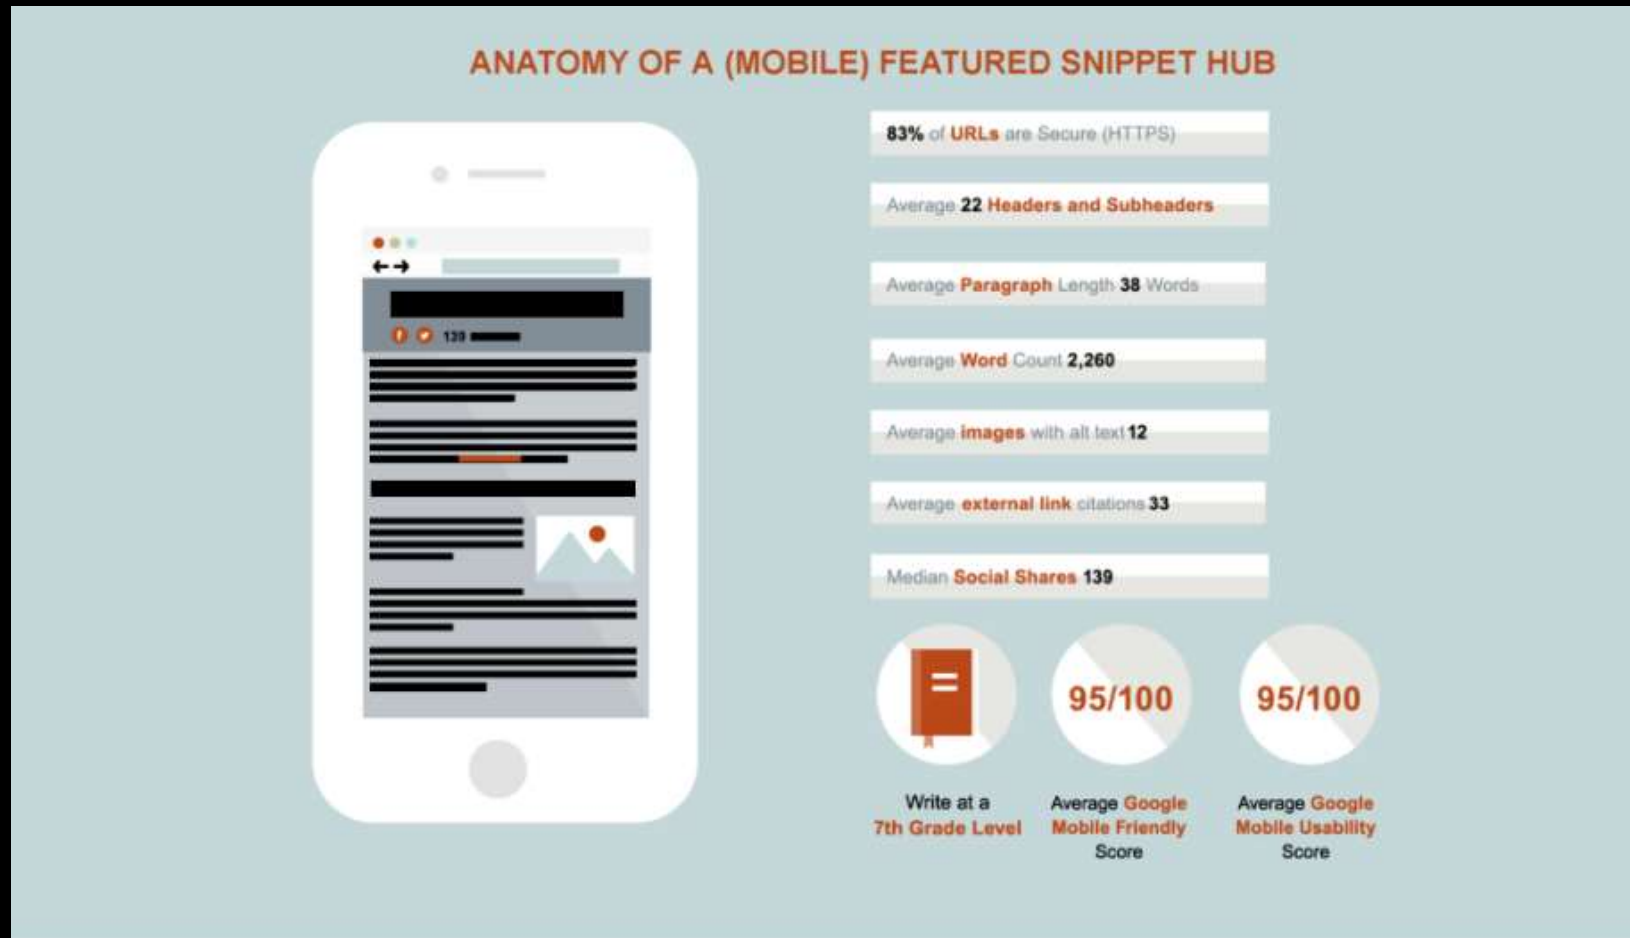 ANATOMY OF A (MOBILE) FEATURED SNIPPET HUB
139
83% of URLs are Secure (HTTPS)
Average 22 Headers and Subheaders
Average Paragraph Length 38 Words
Average Word Count 2,260
Average images with alt text 12
Average external link citations 33
Median Social Shares 139
95/100
95/100
Write at a
7th Grade Level
Average Google
Mobile Friendly
Score
Average Google
Mobile Usability
Score